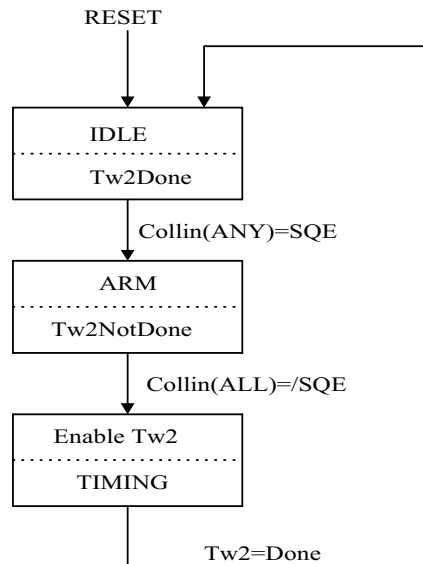 RESET
IDLE
Tw2Done
Collin(ANY)=SQE
ARM
Tw2NotDone
Collin(ALL)=/SQE
Enable Tw2
TIMING
Tw2=Done